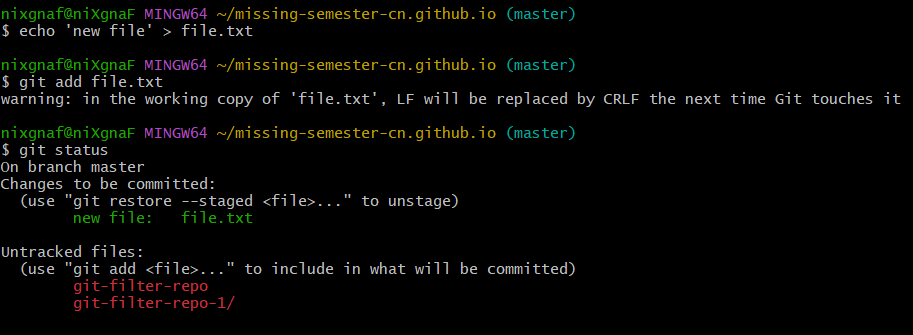 nixgnaf@niXgnaF MINGW64 ~/missing-semester-cn.github.io (master)
$ echo 'new file' > file.txt

nixgnaf@niXgnaF MINGW64 ~/missing-semester-cn.github.io (master)
$ git add file.txt
warning: in the working copy of 'file.txt', LF will be replaced by CRLF the next time Git touches it

nixgnaf@niXgnaF MINGW64 ~/missing-semester-cn.github.io (master)
$ git status
On branch master
Changes to be committed:
  (use "git restore --staged <file>..." to unstage)
        new file:   file.txt

Untracked files:
  (use "git add <file>..." to include in what will be committed)
        git-filter-repo
        git-filter-repo-1/